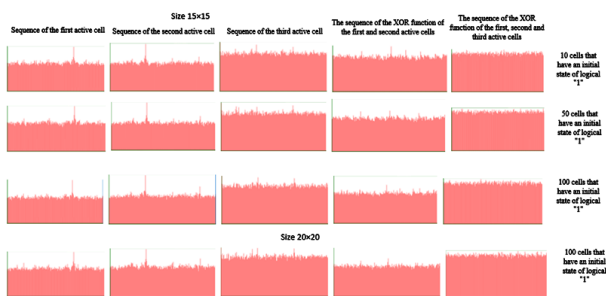 Size 15×15
Sequence of the first active cell
Sequence of the second active cell
Sequence of the third active cell
The sequence of the XOR function of
the first and second active cells
The sequence of the XOR
function of the first, second and
third active cells
10 cells that
have an initial
state of logical
"1"
50 cells that
have an initial
state of logical
"1"
100 cells that
have an initial
state of logical
"1"
Size 20×20
100 cells that
have an initial
state of logical
"1"